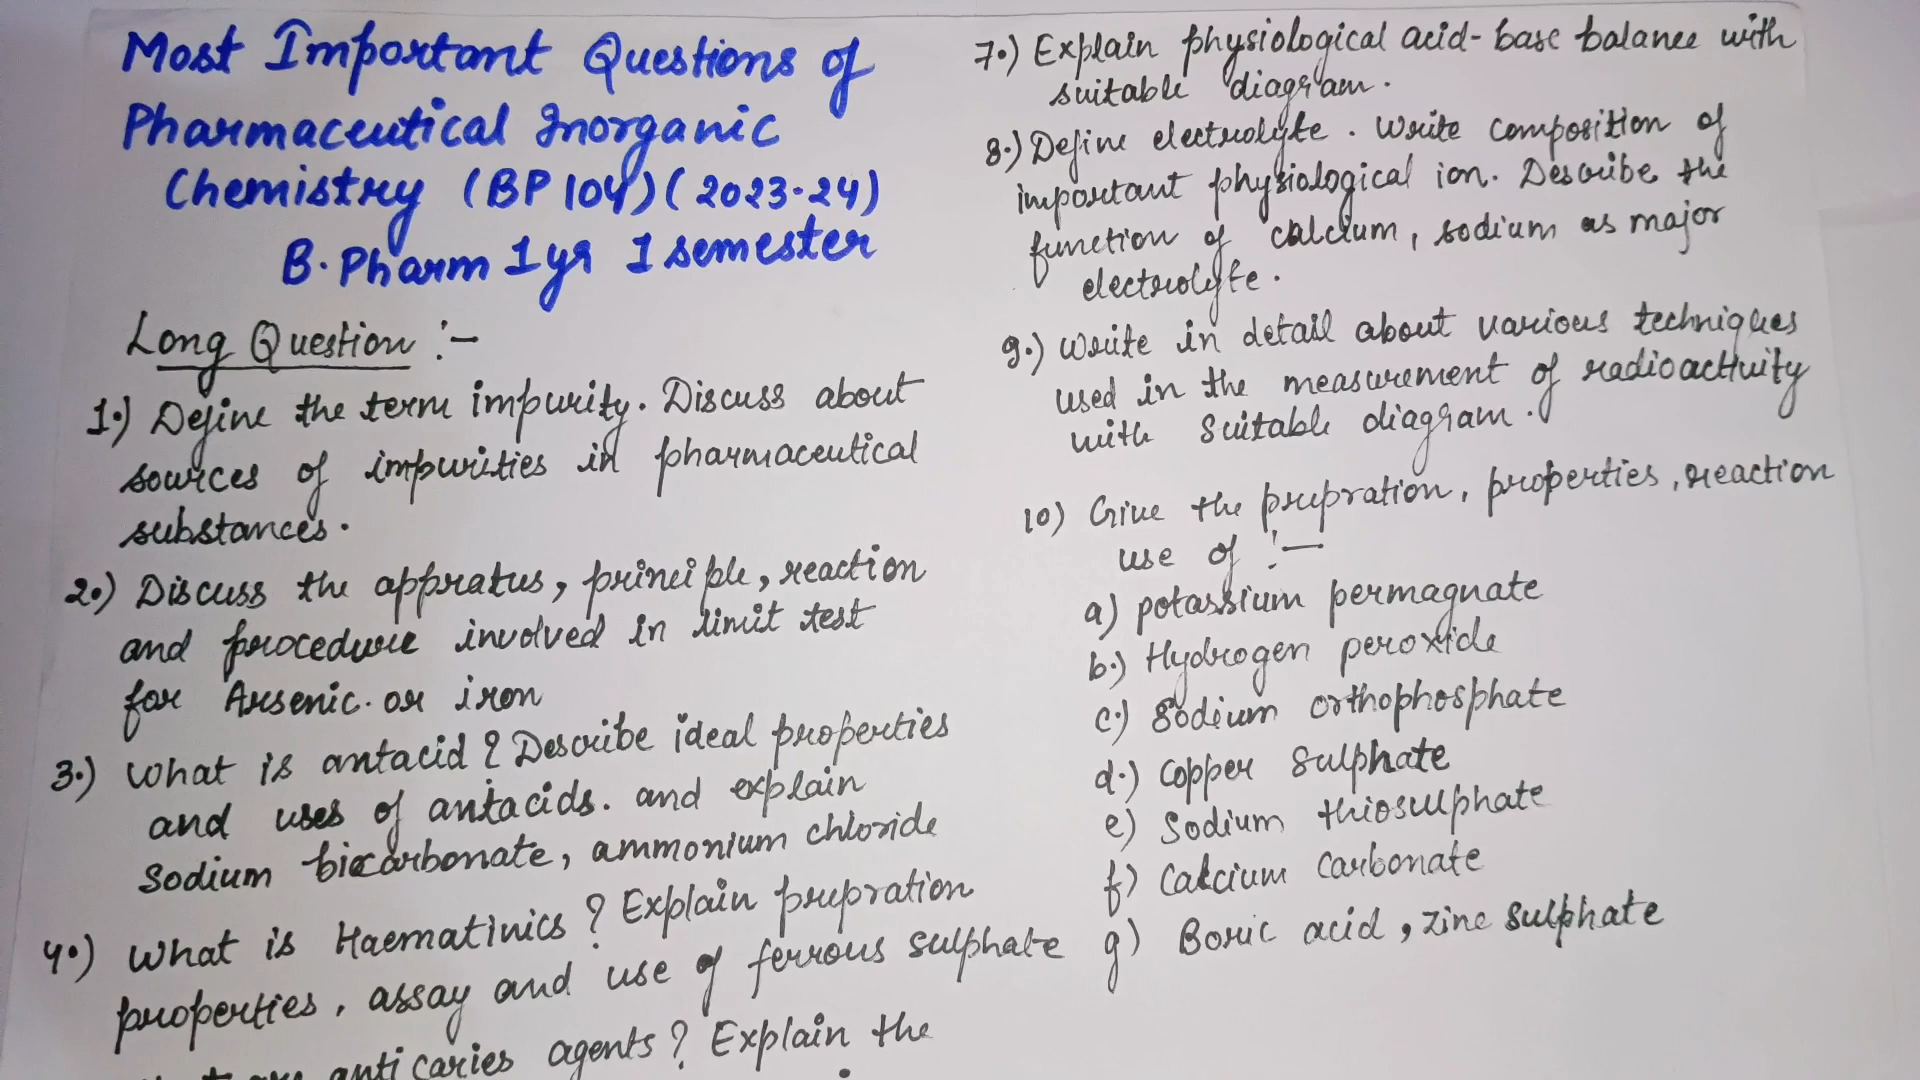 Most Important Questions of
Pharmaceutical Inorganic
Chemistry (BP 104) (2023-24)
B. Pharm 1 yr 1 semester
Long Question :-
1.) Define the term impurity. Discuss about
sources of impurities in pharmaceutical
substances.
2.) Discuss the appratus, principle, reaction
and procedure involved in limit test
for Arsenic. or iron
3.) What is antacid? Describe ideal properties
and uses of antacids. and explain
Sodium bicarbonate, ammonium chloride
4.) What is Haematinics? Explain prepration
properties, assay and use of ferrous sulphate
anti caries agents? Explain the
7.) Explain physiological acid-base balance with
suitable diagram.
8.) Define electrolyte. Write composition of
important physiological ion. Describe the
function of calcium, sodium as major
electrolyte.
9.) Write in detail about various techniques
used in the measurement of radioactivity
with suitable diagram.
10) Give the prepration, properties, reaction
use of :-
a) potassium permagnate
b.) Hydrogen peroxide
c.) Sodium orthophosphate
d.) Copper Sulphate
e) Sodium thiosulphate
f) Calcium Carbonate
g) Boric acid, Zinc Sulphate